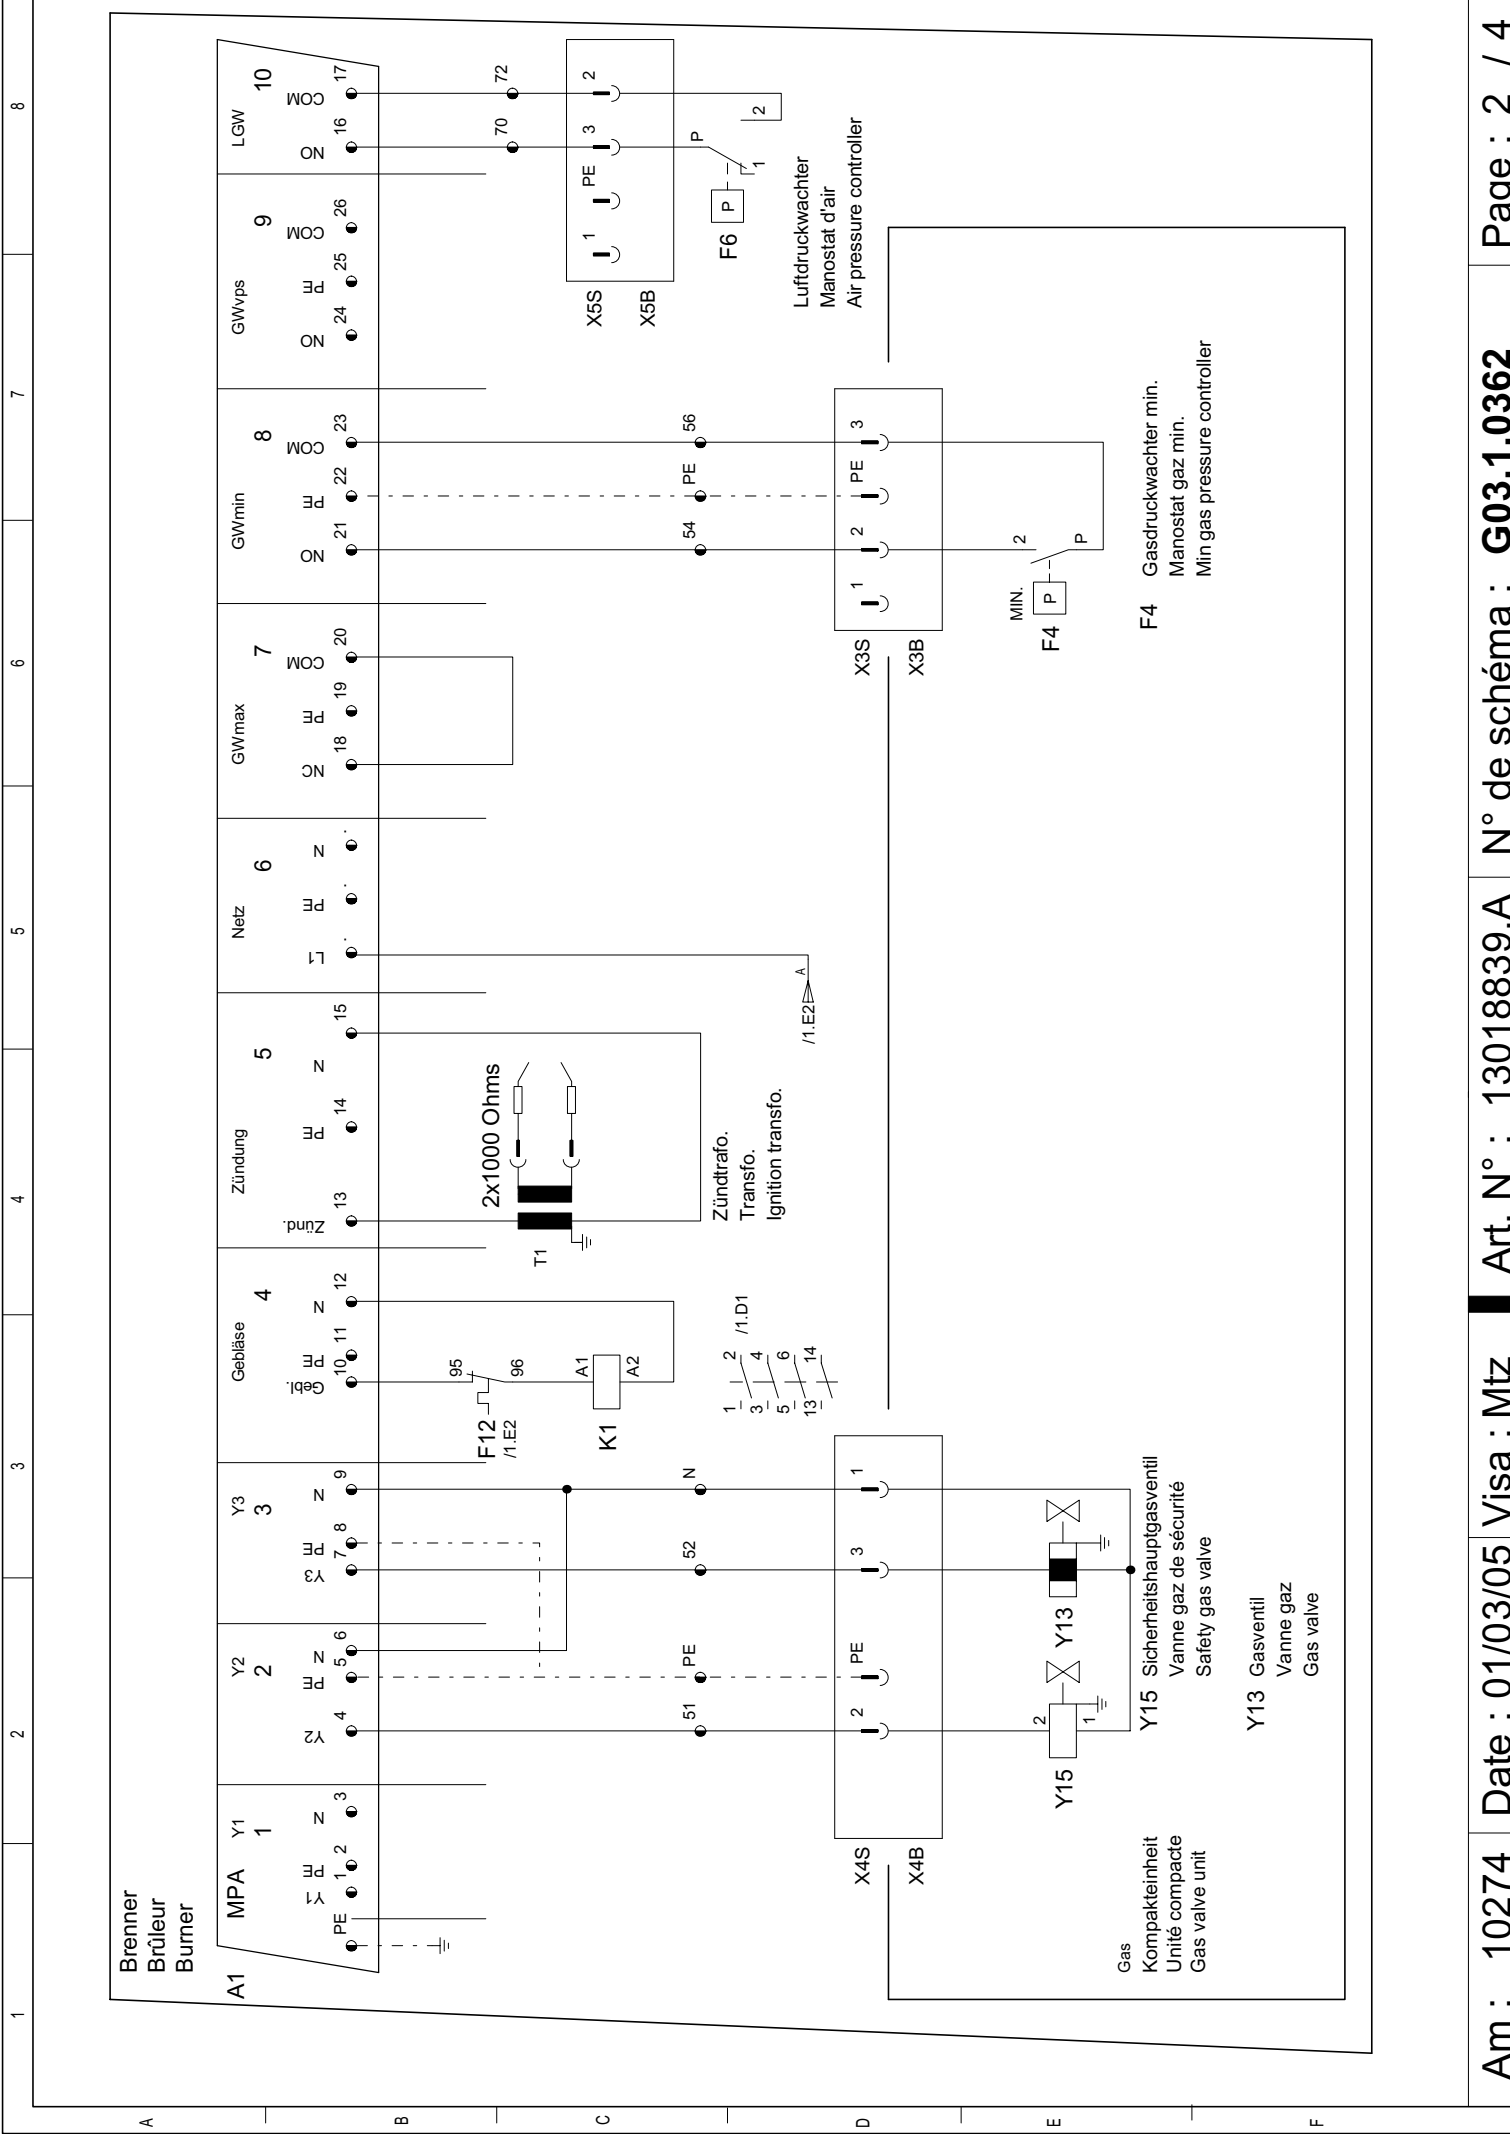 1 2 3 4 5 6 7 8
A
B
C
D
E
F
Brenner
Brûleur
Burner
A1
MPA
Y1 Y2 Y3 Gebläse Zündung Netz GWmax GWmin GWvps LGW
1 2 3 4 5 6 7 8 9 10
PE Y1 PE N Y2 PE N Y3 PE N Gebl. PE N Zünd. PE N L1 PE N NC PE COM NO PE COM NO PE COM NO COM
1 2 3 4 5 6 7 8 9 10 11 12 13 14 15 . . . 18 19 20 21 22 23 24 25 26 16 17
F12
/1.E2
95
96
K1
A1
A2
1 2
3 4
5 6
13 14
/1.D1
T1
2x1000 Ohms
Zündtrafo.
Transfo.
Ignition transfo.
/1.E2
A
51 PE 52 N
54 PE 56
70 72
X5S
X5B
1 PE 3 2
F6
P
P
1
2
Luftdruckwachter
Manostat d'air
Air pressure controller
X4S
X4B
2 PE 3 1
X3S
X3B
1 2 PE 3
Y15
2
1
Y13
MIN.
F4
P
2
P
Gas
Kompakteinheit
Unité compacte
Gas valve unit
Y15 Sicherheitshauptgasventil
Vanne gaz de sécurité
Safety gas valve
Y13 Gasventil
Vanne gaz
Gas valve
F4 Gasdruckwachter min.
Manostat gaz min.
Min gas pressure controller
Am : 10274 Date : 01/03/05 Visa : Mtz Art. N° : 13018839.A N° de schéma : G03.1.0362 Page : 2 / 4